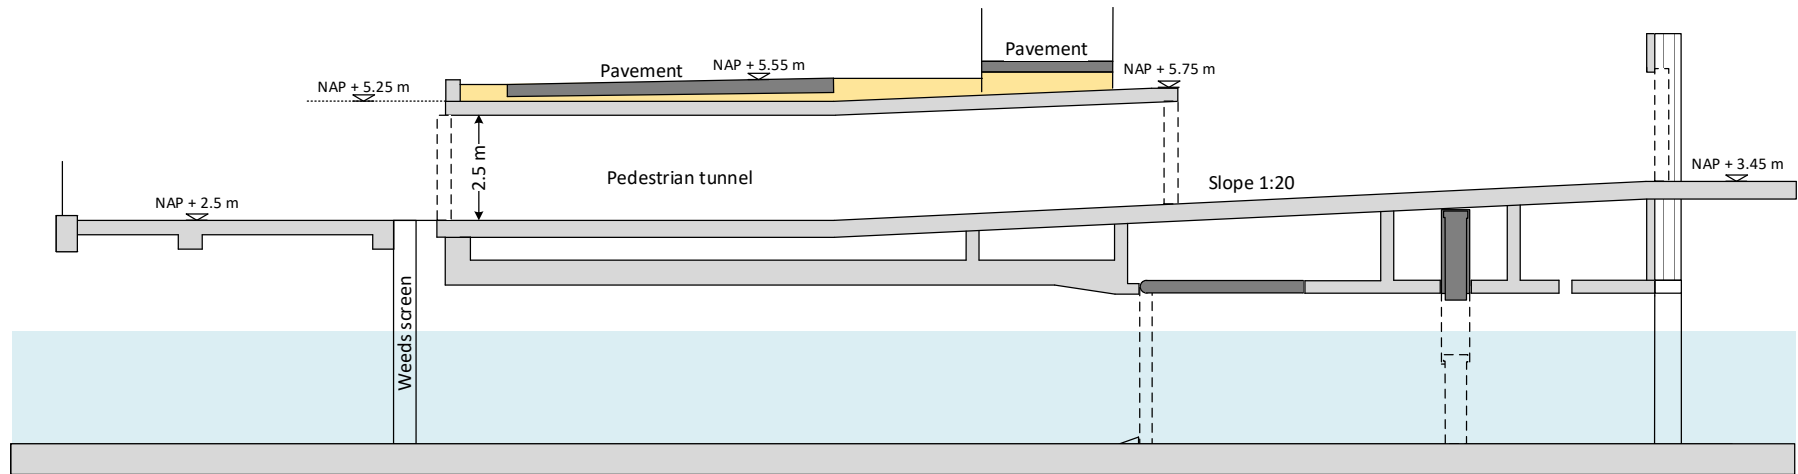 Pavement
Pavement
NAP + 5.55 m
NAP + 5.75 m
NAP + 5.25 m
2.5 m
NAP + 3.45 m
Pedestrian tunnel
Slope 1:20
NAP + 2.5 m
Weeds screen